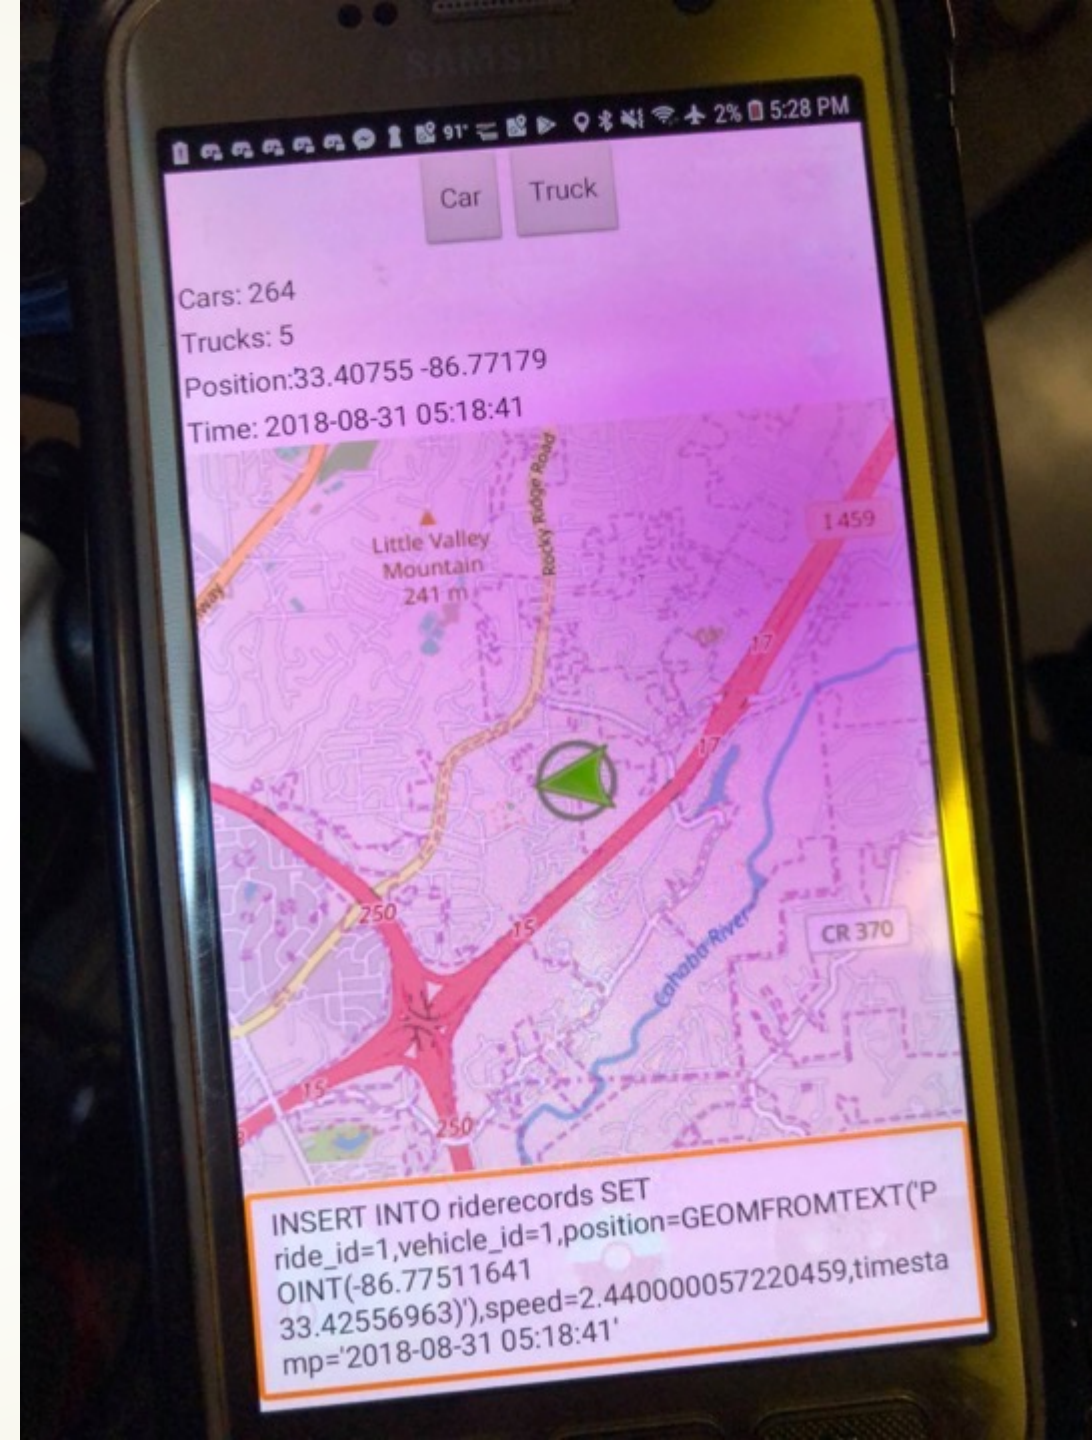 SAMSUNG
91° 2% 5:28 PM
Car Truck
Cars: 264
Trucks: 5
Position:33.40755 -86.77179
Time: 2018-08-31 05:18:41
Rocky Ridge Road
I 459
Little Valley
Mountain
241 m
way
17
17
250
15
CR 370
Cahaba River
15
250
INSERT INTO riderecords SET
ride_id=1,vehicle_id=1,position=GEOMFROMTEXT('P
OINT(-86.77511641
33.42556963)'),speed=2.440000057220459,timesta
mp='2018-08-31 05:18:41'